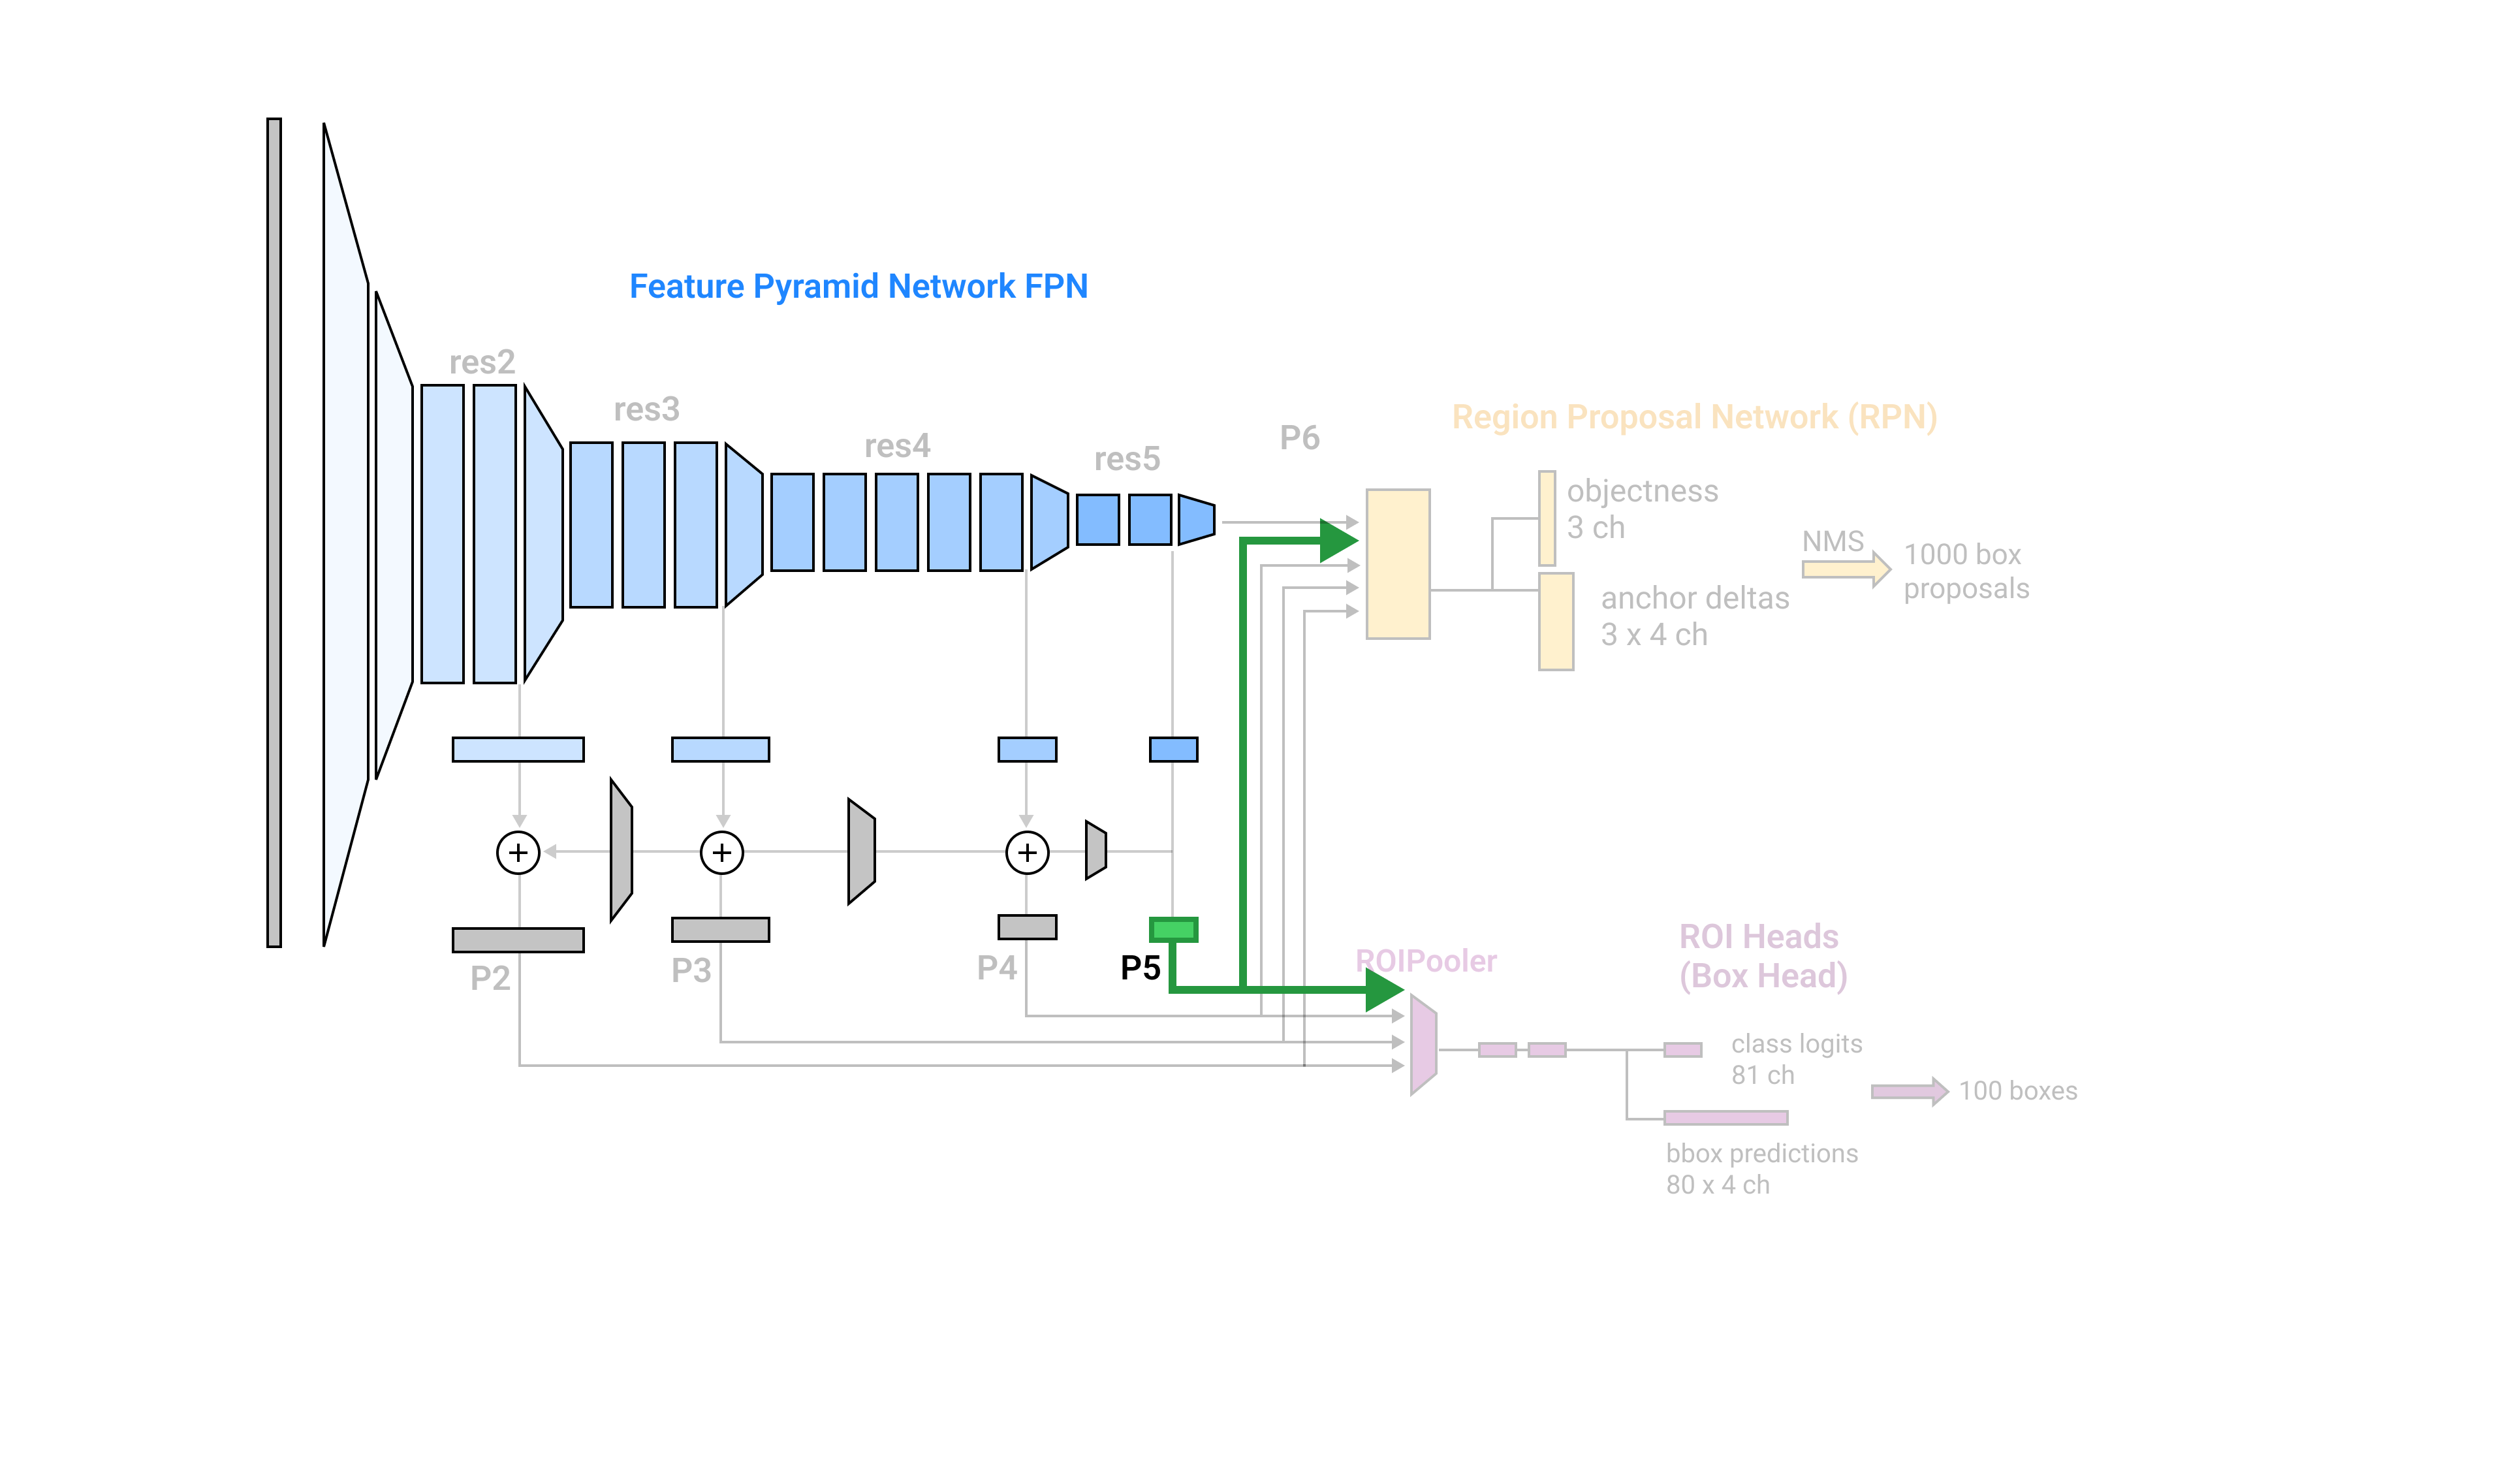 Feature Pyramid Network FPN
res2
res3
res4
res5
P6
Region Proposal Network (RPN)
objectness
3 ch
anchor deltas
3 x 4 ch
NMS
1000 box
proposals
+
+
+
P2
P3
P4
P5
ROIPooler
ROI Heads
(Box Head)
class logits
81 ch
100 boxes
bbox predictions
80 x 4 ch